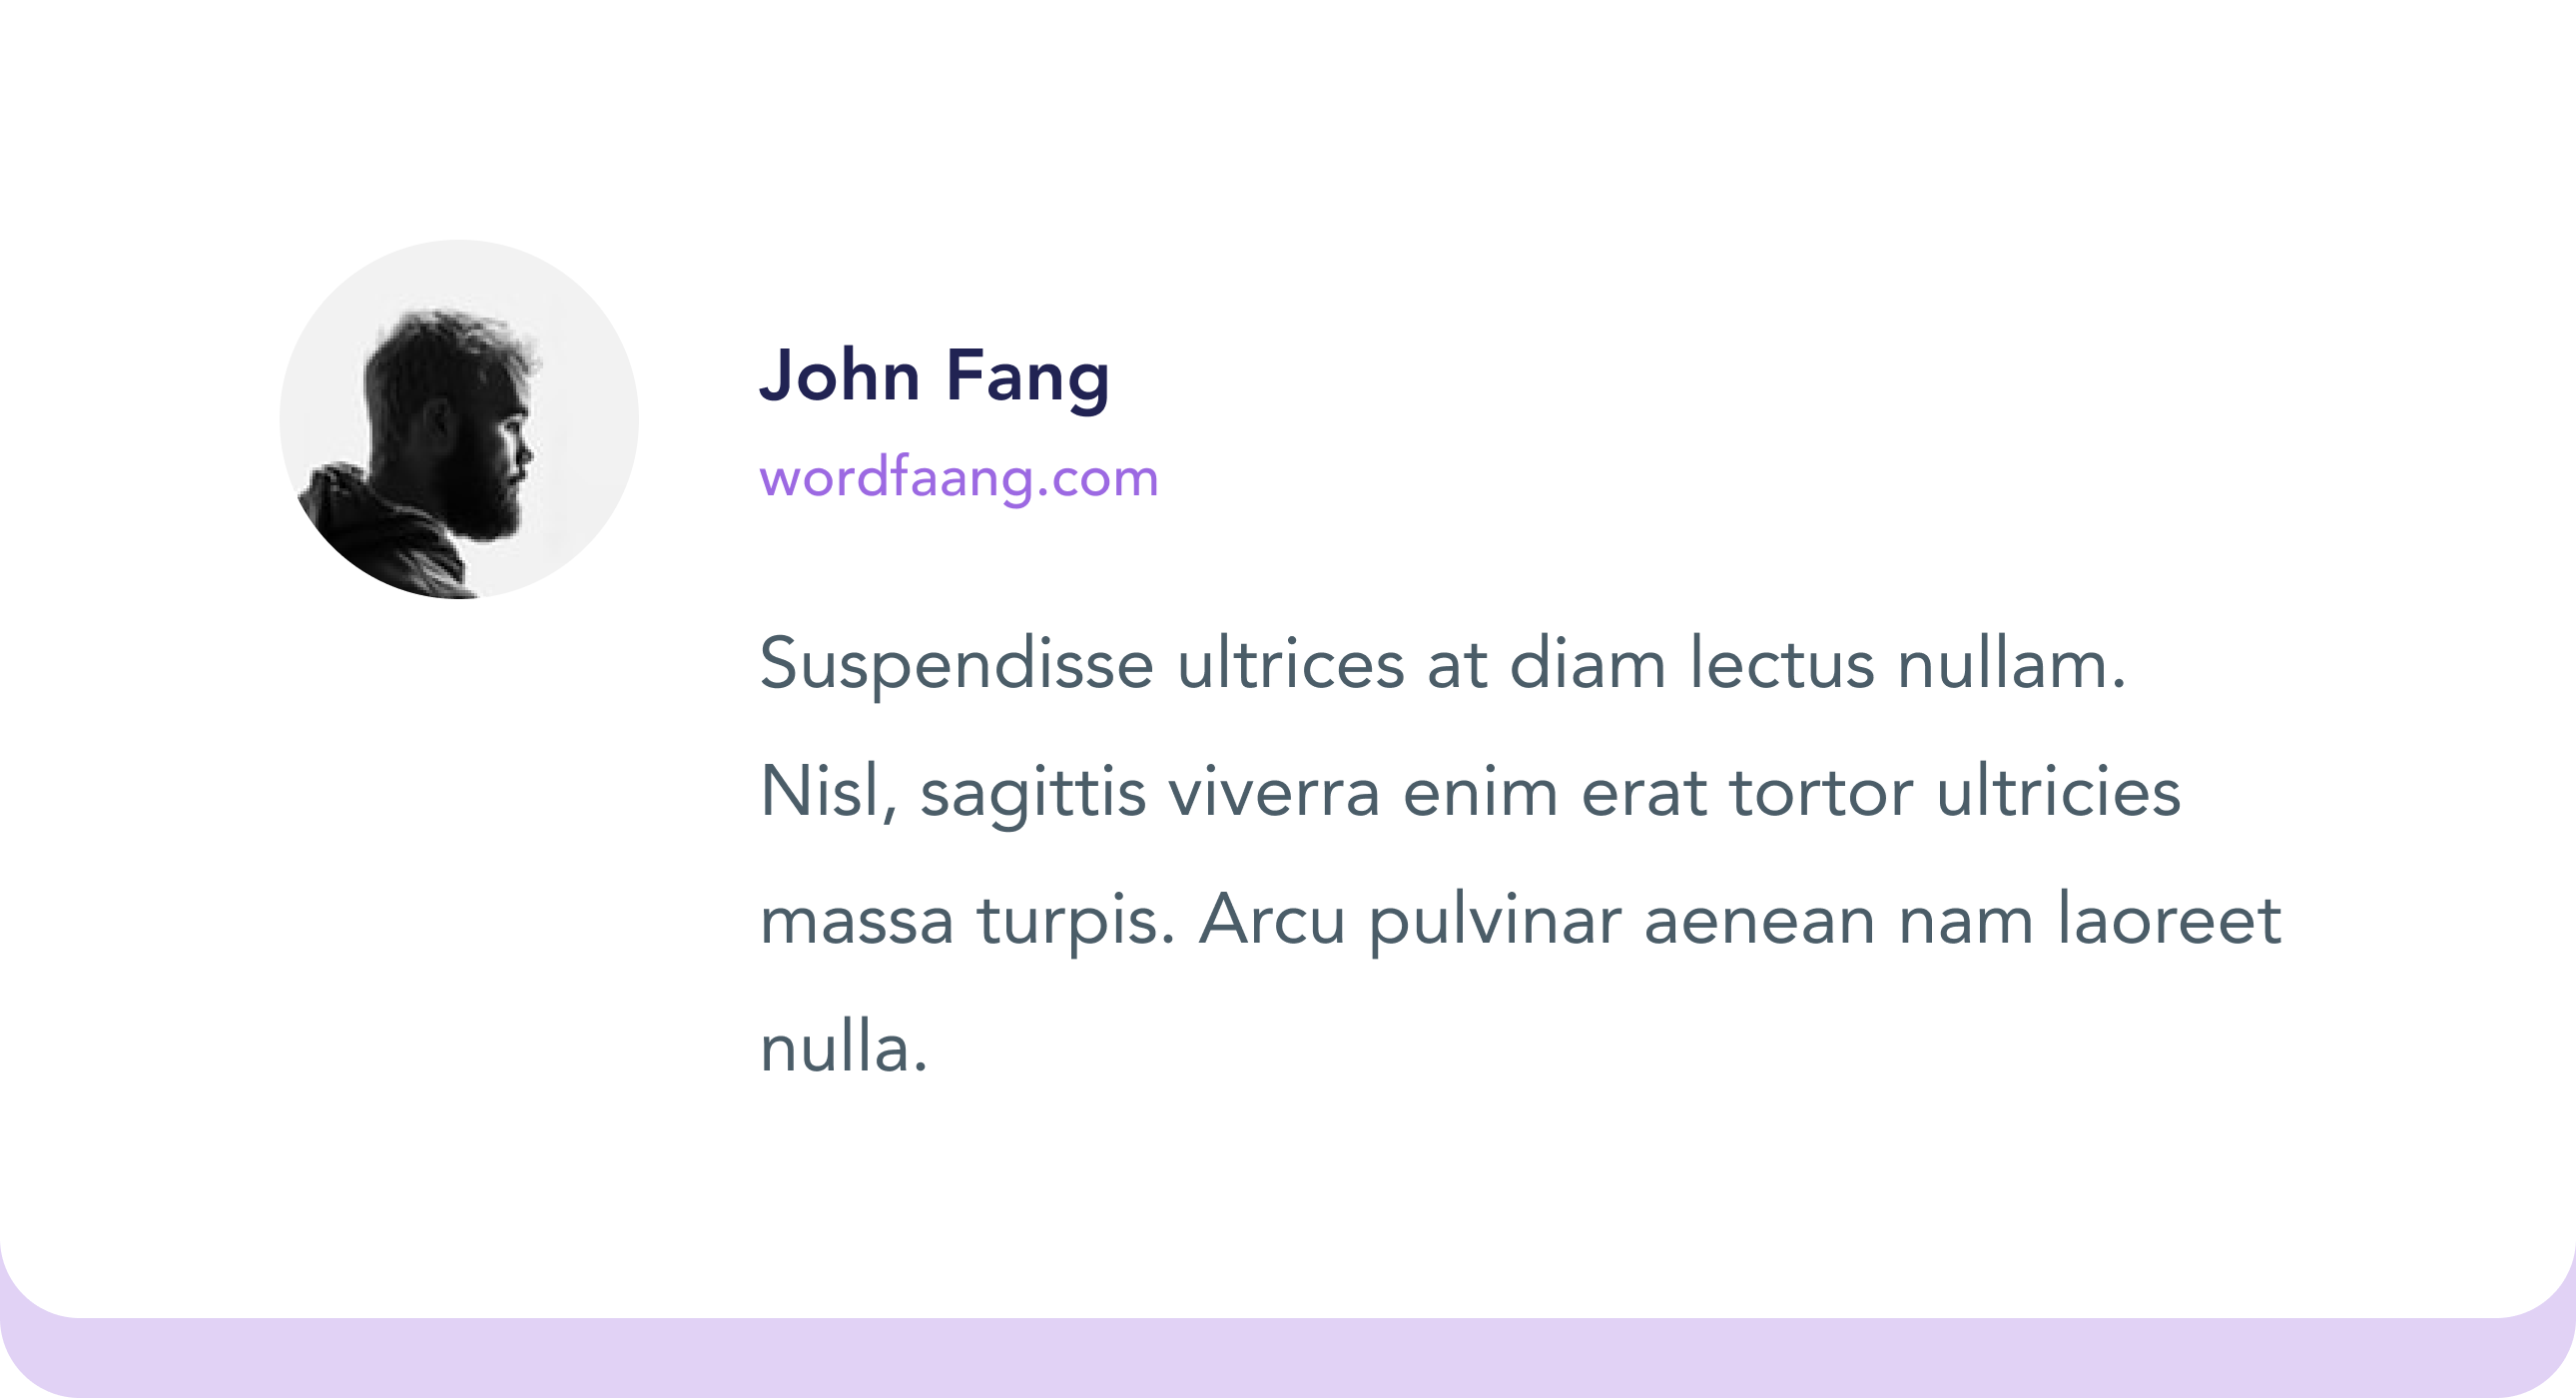 John Fang
wordfaang.com
Suspendisse ultrices at diam lectus nullam.
Nisl, sagittis viverra enim erat tortor ultricies
massa turpis. Arcu pulvinar aenean nam laoreet
nulla.